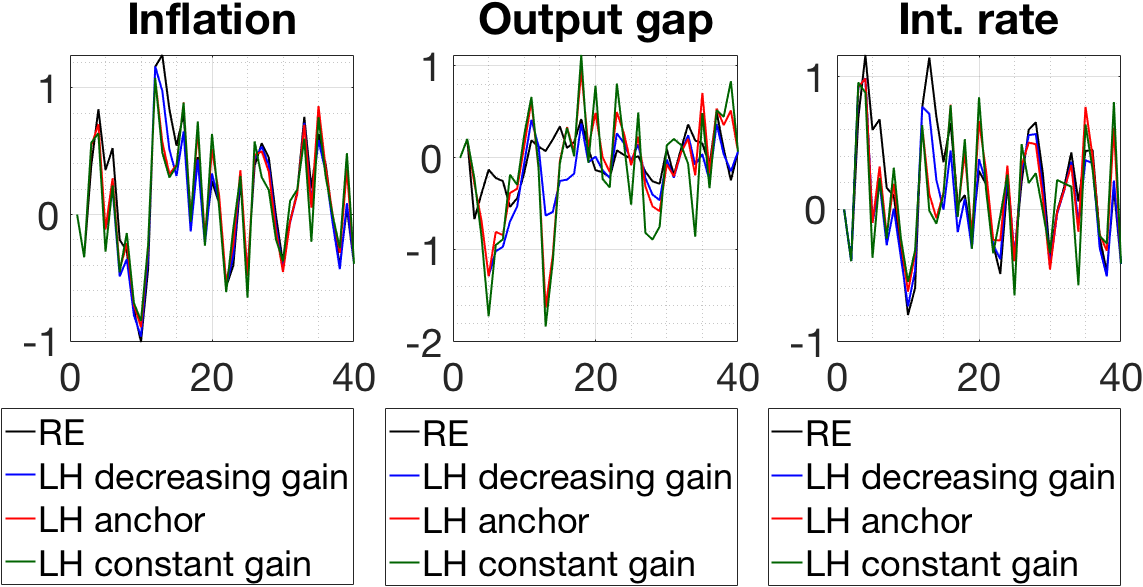 Inflation
Output gap
Int. rate
1
0
-1
0
20
40
1
0
-1
-2
0
20
40
1
0
-1
0
20
40
RE
LH decreasing gain
LH anchor
LH constant gain
RE
LH decreasing gain
LH anchor
LH constant gain
RE
LH decreasing gain
LH anchor
LH constant gain